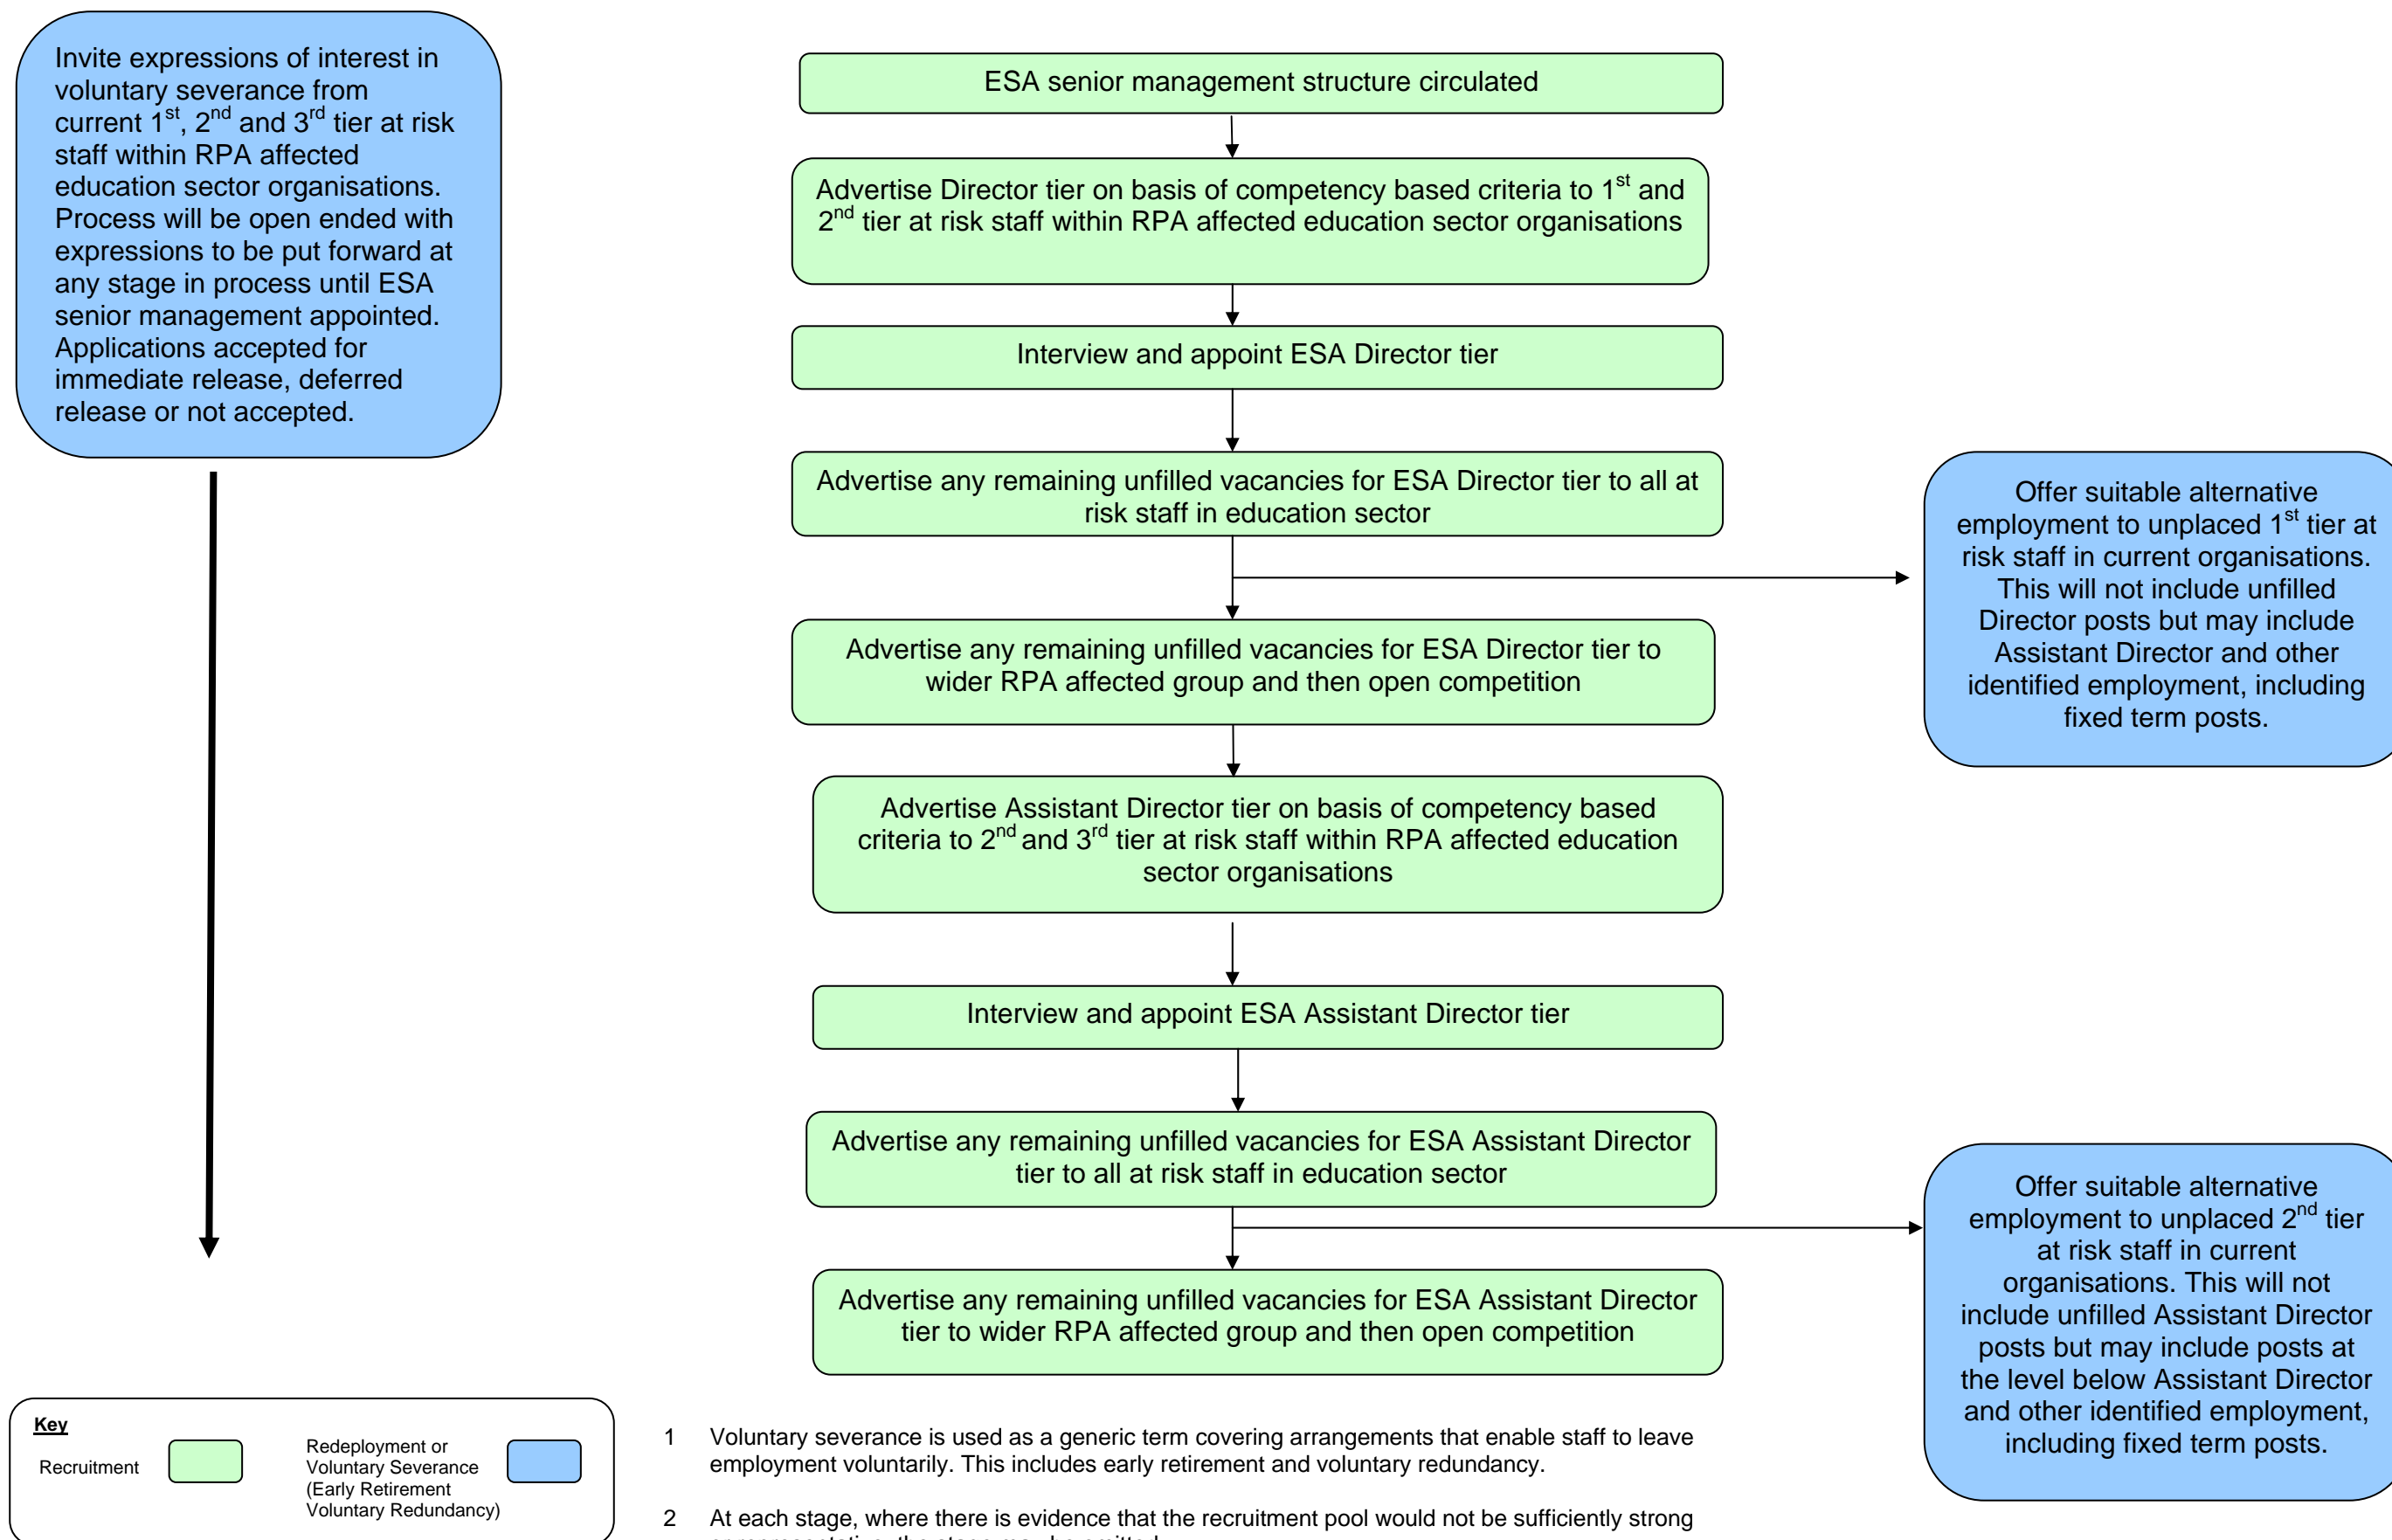 Invite expressions of interest in
voluntary severance from
current 1st, 2nd and 3rd tier at risk
staff within RPA affected
education sector organisations.
Process will be open ended with
expressions to be put forward at
any stage in process until ESA
senior management appointed.
Applications accepted for
immediate release, deferred
release or not accepted.
ESA senior management structure circulated
Advertise Director tier on basis of competency based criteria to 1st and
2nd tier at risk staff within RPA affected education sector organisations
Interview and appoint ESA Director tier
Advertise any remaining unfilled vacancies for ESA Director tier to all at
risk staff in education sector
Offer suitable alternative
employment to unplaced 1st tier at
risk staff in current organisations.
This will not include unfilled
Director posts but may include
Assistant Director and other
identified employment, including
fixed term posts.
Advertise any remaining unfilled vacancies for ESA Director tier to
wider RPA affected group and then open competition
Advertise Assistant Director tier on basis of competency based
criteria to 2nd and 3rd tier at risk staff within RPA affected education
sector organisations
Interview and appoint ESA Assistant Director tier
Advertise any remaining unfilled vacancies for ESA Assistant Director
tier to all at risk staff in education sector
Offer suitable alternative
employment to unplaced 2nd tier
at risk staff in current
organisations. This will not
include unfilled Assistant Director
posts but may include posts at
the level below Assistant Director
and other identified employment,
including fixed term posts.
Advertise any remaining unfilled vacancies for ESA Assistant Director
tier to wider RPA affected group and then open competition
Key
Recruitment
Redeployment or
Voluntary Severance
(Early Retirement
Voluntary Redundancy)
1 Voluntary severance is used as a generic term covering arrangements that enable staff to leave
employment voluntarily. This includes early retirement and voluntary redundancy.
2 At each stage, where there is evidence that the recruitment pool would not be sufficiently strong